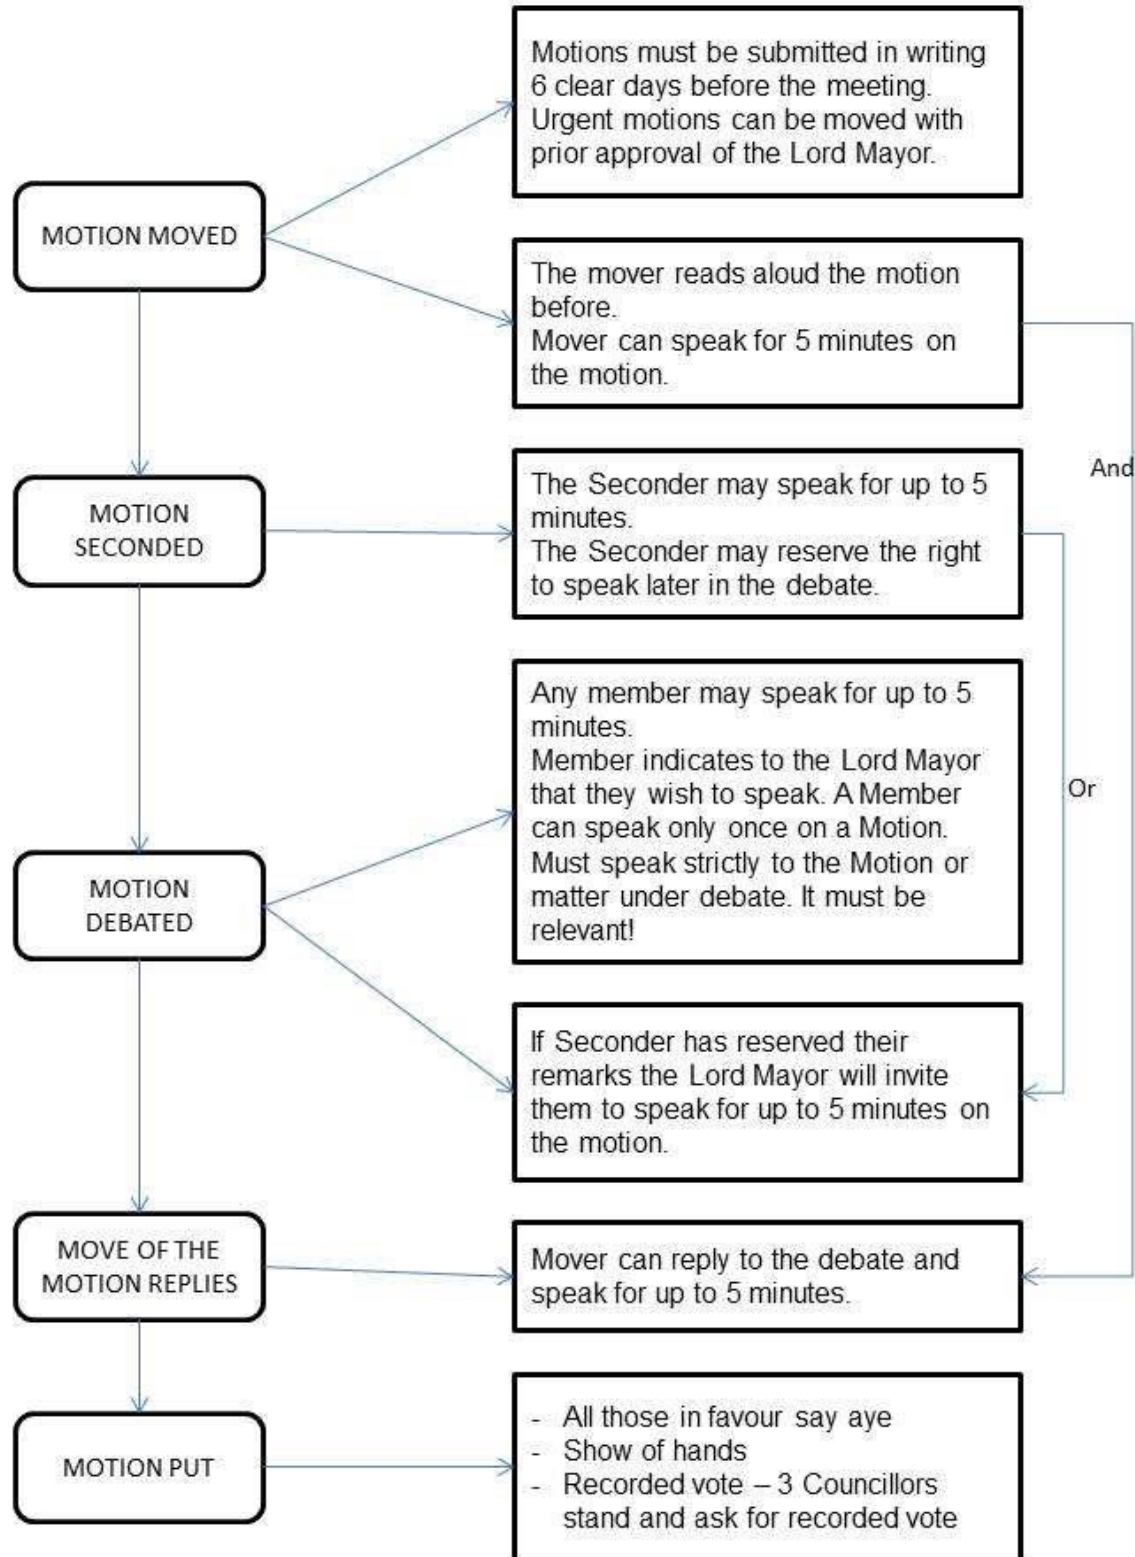 Motions must be submitted in writing
6 clear days before the meeting.
Urgent motions can be moved with
prior approval of the Lord Mayor.
MOTION MOVED
The mover reads aloud the motion
before.
Mover can speak for 5 minutes on
the motion.
And
MOTION
SECONDED
The Seconder may speak for up to 5
minutes.
The Seconder may reserve the right
to speak later in the debate.
Or
MOTION
DEBATED
Any member may speak for up to 5
minutes.
Member indicates to the Lord Mayor
that they wish to speak. A Member
can speak only once on a Motion.
Must speak strictly to the Motion or
matter under debate. It must be
relevant!
If Seconder has reserved their
remarks the Lord Mayor will invite
them to speak for up to 5 minutes on
the motion.
MOVE OF THE
MOTION REPLIES
Mover can reply to the debate and
speak for up to 5 minutes.
MOTION PUT
- All those in favour say aye
- Show of hands
- Recorded vote – 3 Councillors
stand and ask for recorded vote